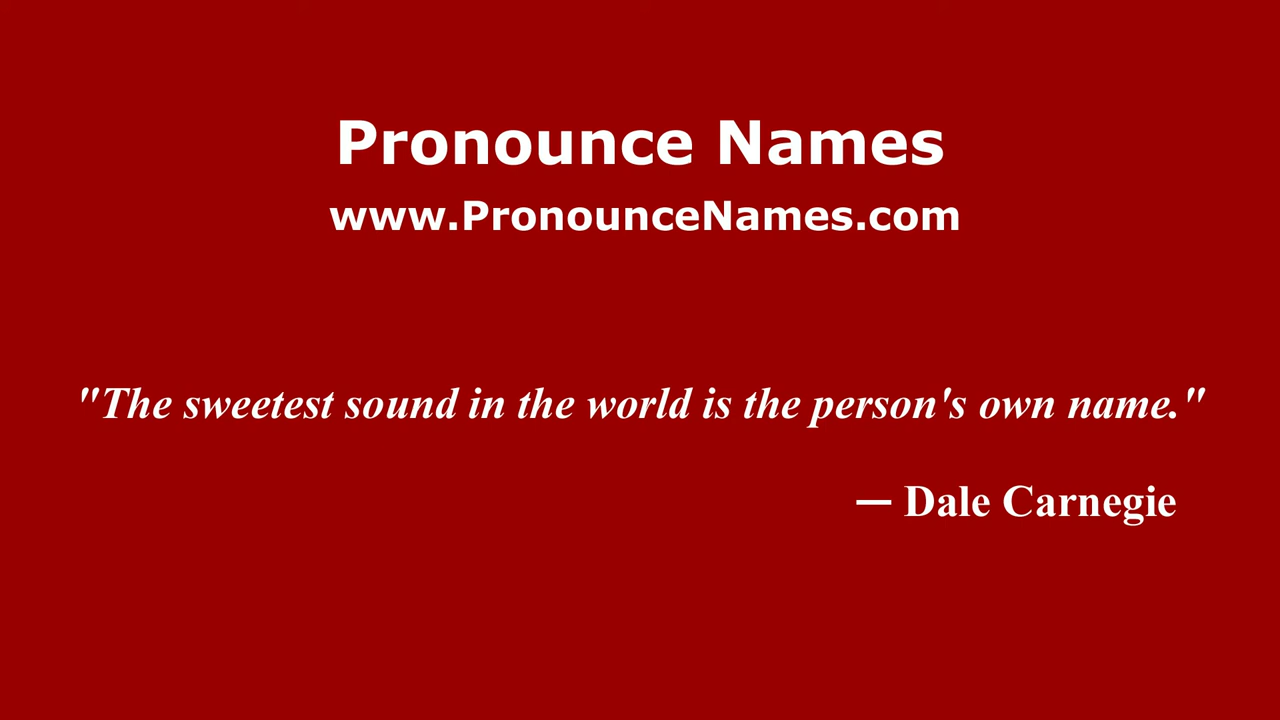 Pronounce Names
www.PronounceNames.com
"The sweetest sound in the world is the person's own name."
— Dale Carnegie